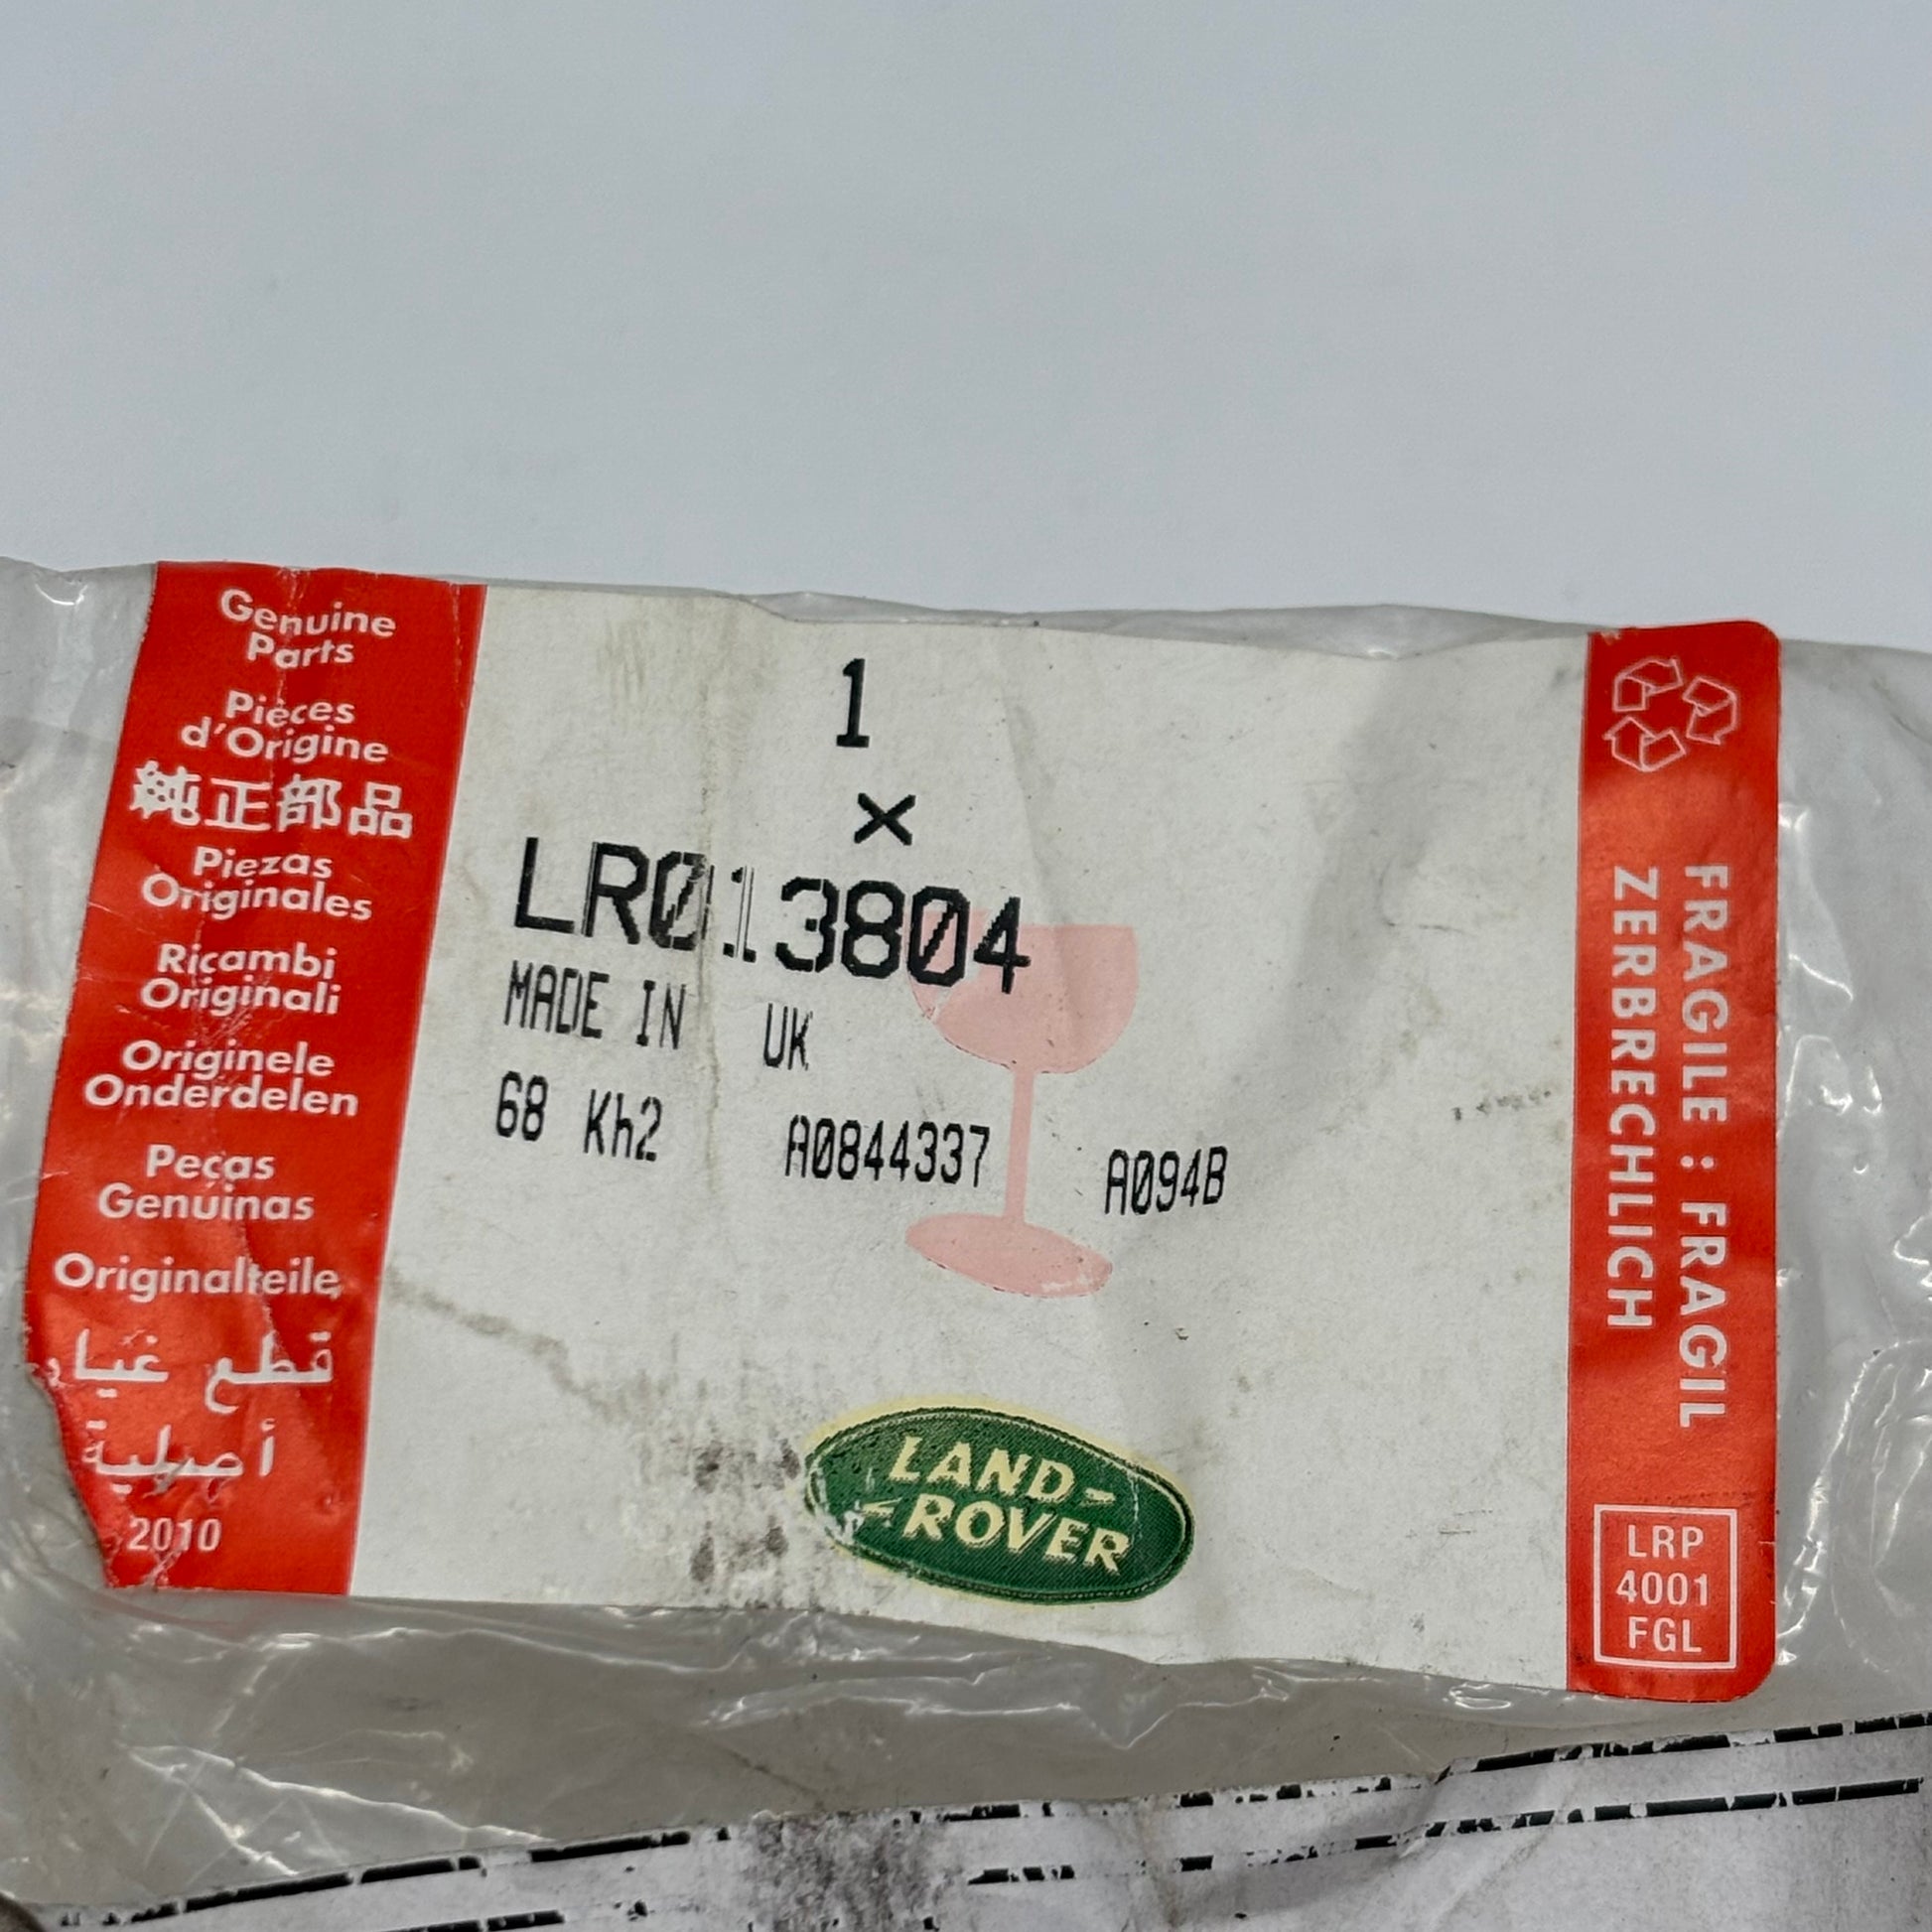 Genuine
Parts
Pièces
d'Origine
純正部品
Piezas
Originales
Ricambi
Originali
Originele
Onderdelen
Peças
Genuinas
Originalteile
قطع غيار
أصلية
2010
1
×
LR013804
MADE IN UK
68 Kh2 A0844337 A094B
LAND-
ROVER
FRAGILE : FRAGIL
ZERBRECHLICH
LRP
4001
FGL